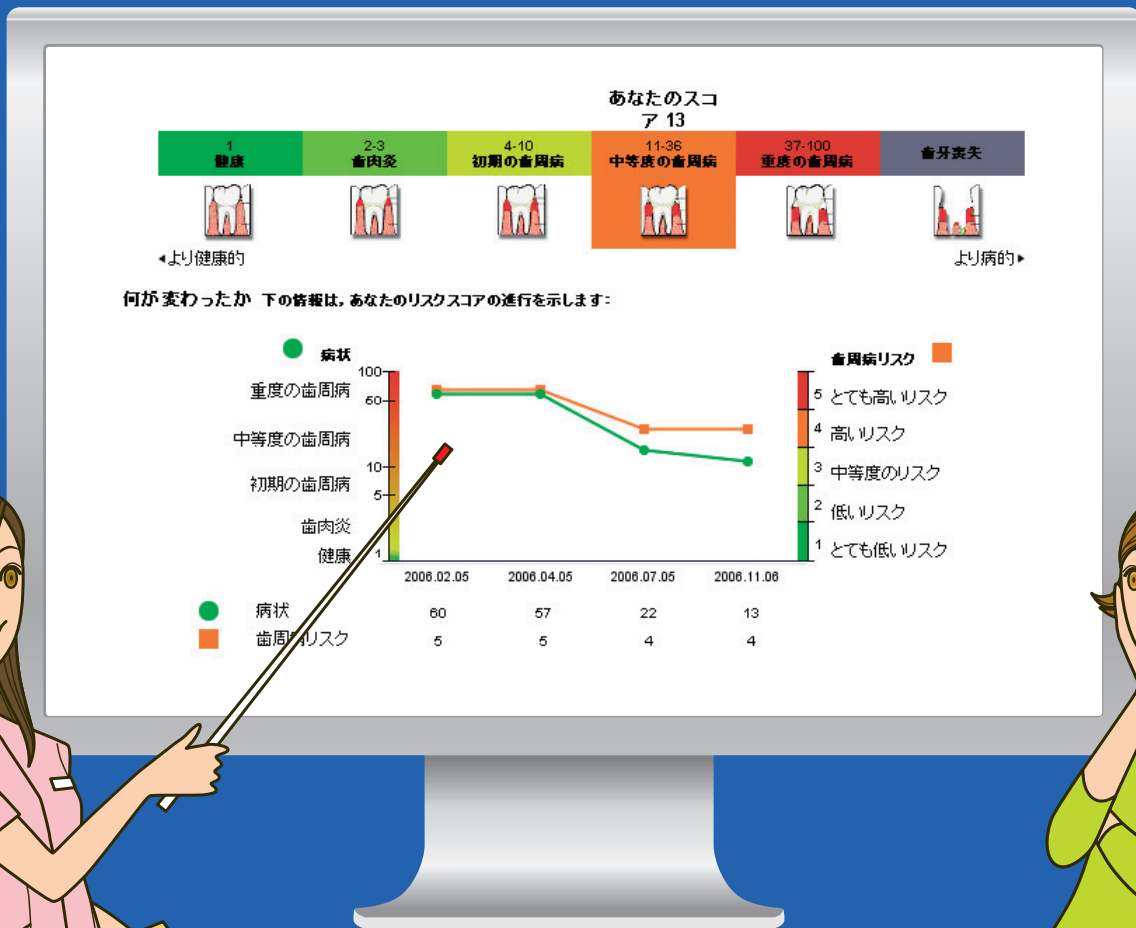 あなたのスコ
ア 13
1 2-3 4-10 11-36 37-100
健康 歯肉炎 初期の歯周病 中等度の歯周病 重度の歯周病 歯牙喪失
◂より健康的 より病的▸
何が変わったか 下の情報は，あなたのリスクスコアの進行を示します：
病状 歯周病リスク
100
重度の歯周病 5 とても高いリスク
60
中等度の歯周病 4 高いリスク
10 3 中等度のリスク
初期の歯周病
5
歯肉炎 2 低いリスク
健康 1 1 とても低いリスク
2006.02.05 2006.04.05 2006.07.05 2006.11.06
病状 60 57 22 13
歯周病リスク 5 5 4 4